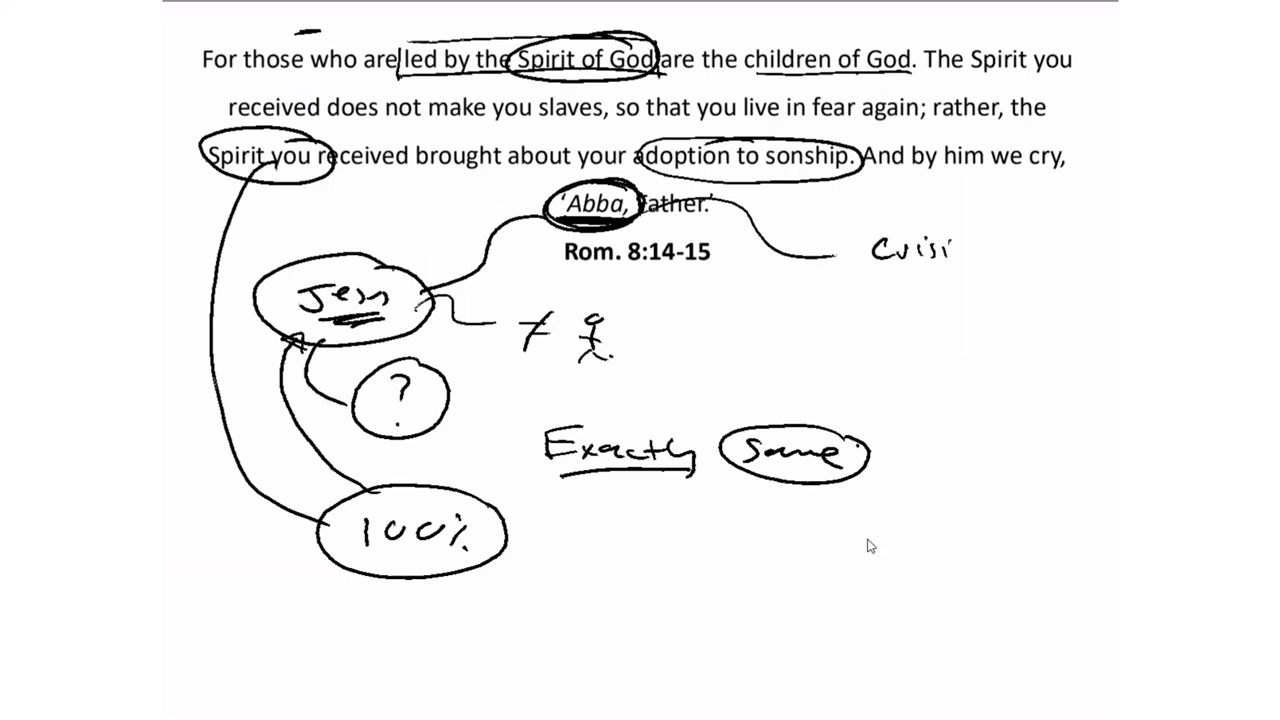 For those who are led by the Spirit of God are the children of God. The Spirit you
received does not make you slaves, so that you live in fear again; rather, the
Spirit you received brought about your adoption to sonship. And by him we cry,
'Abba, Father.'
Rom. 8:14-15
Crisi
Jesus
≠
?
Exactly same
100%